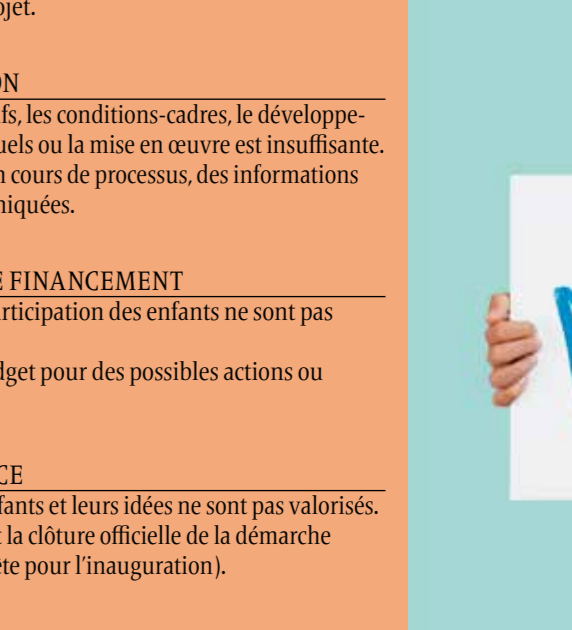 ojet.
ON
fs, les conditions-cadres, le développe-
uels ou la mise en œuvre est insuffisante.
n cours de processus, des informations
niquées.
E FINANCEMENT
articipation des enfants ne sont pas
dget pour des possibles actions ou
CE
fants et leurs idées ne sont pas valorisés.
t la clôture officielle de la démarche
ête pour l'inauguration).